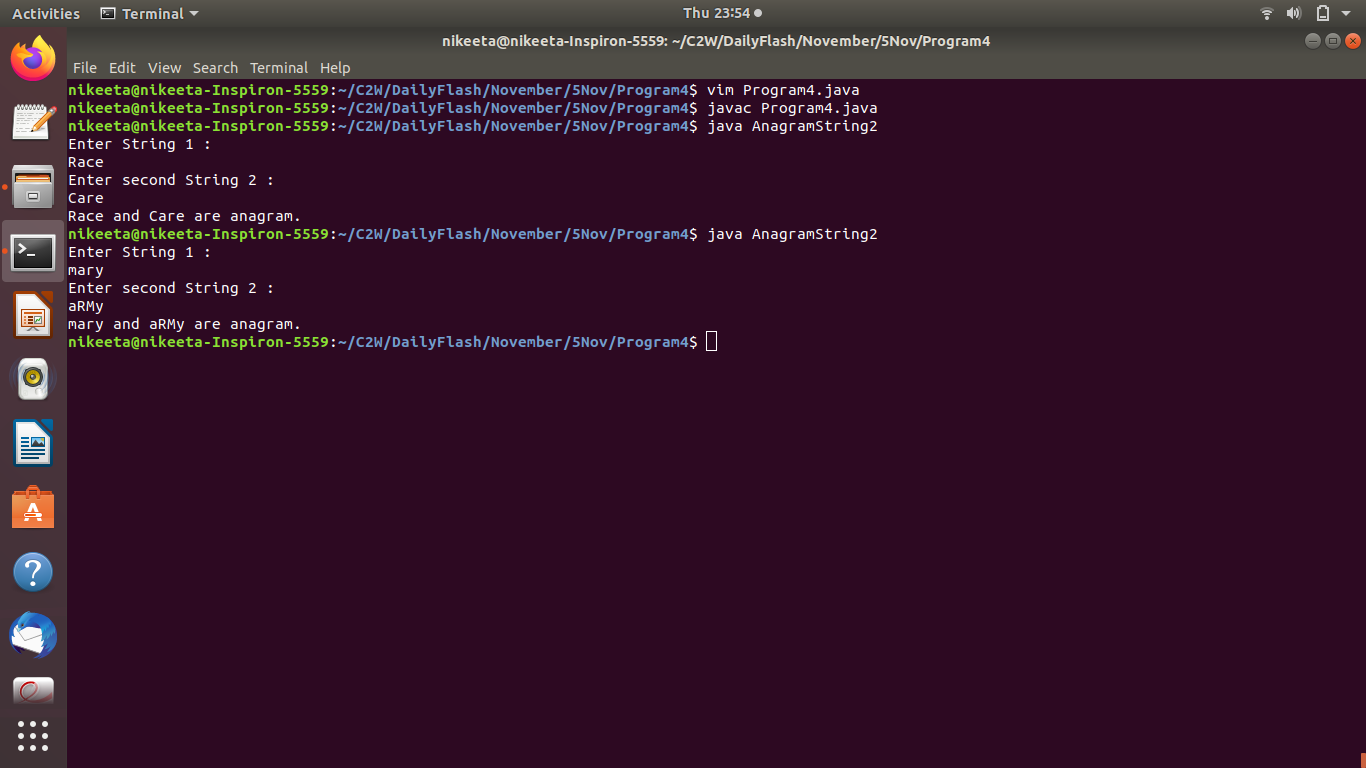 Activities Terminal Thu 23:54
nikeeta@nikeeta-Inspiron-5559: ~/C2W/DailyFlash/November/5Nov/Program4
File Edit View Search Terminal Help
nikeeta@nikeeta-Inspiron-5559:~/C2W/DailyFlash/November/5Nov/Program4$ vim Program4.java
nikeeta@nikeeta-Inspiron-5559:~/C2W/DailyFlash/November/5Nov/Program4$ javac Program4.java
nikeeta@nikeeta-Inspiron-5559:~/C2W/DailyFlash/November/5Nov/Program4$ java AnagramString2
Enter String 1 :
Race
Enter second String 2 :
Care
Race and Care are anagram.
nikeeta@nikeeta-Inspiron-5559:~/C2W/DailyFlash/November/5Nov/Program4$ java AnagramString2
Enter String 1 :
mary
Enter second String 2 :
aRMy
mary and aRMy are anagram.
nikeeta@nikeeta-Inspiron-5559:~/C2W/DailyFlash/November/5Nov/Program4$